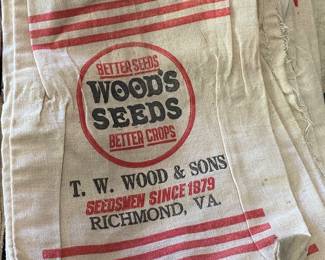 BETTER SEEDS
WOOD'S
SEEDS
BETTER CROPS
T. W. WOOD & SONS
SEEDSMEN SINCE 1879
RICHMOND, VA.